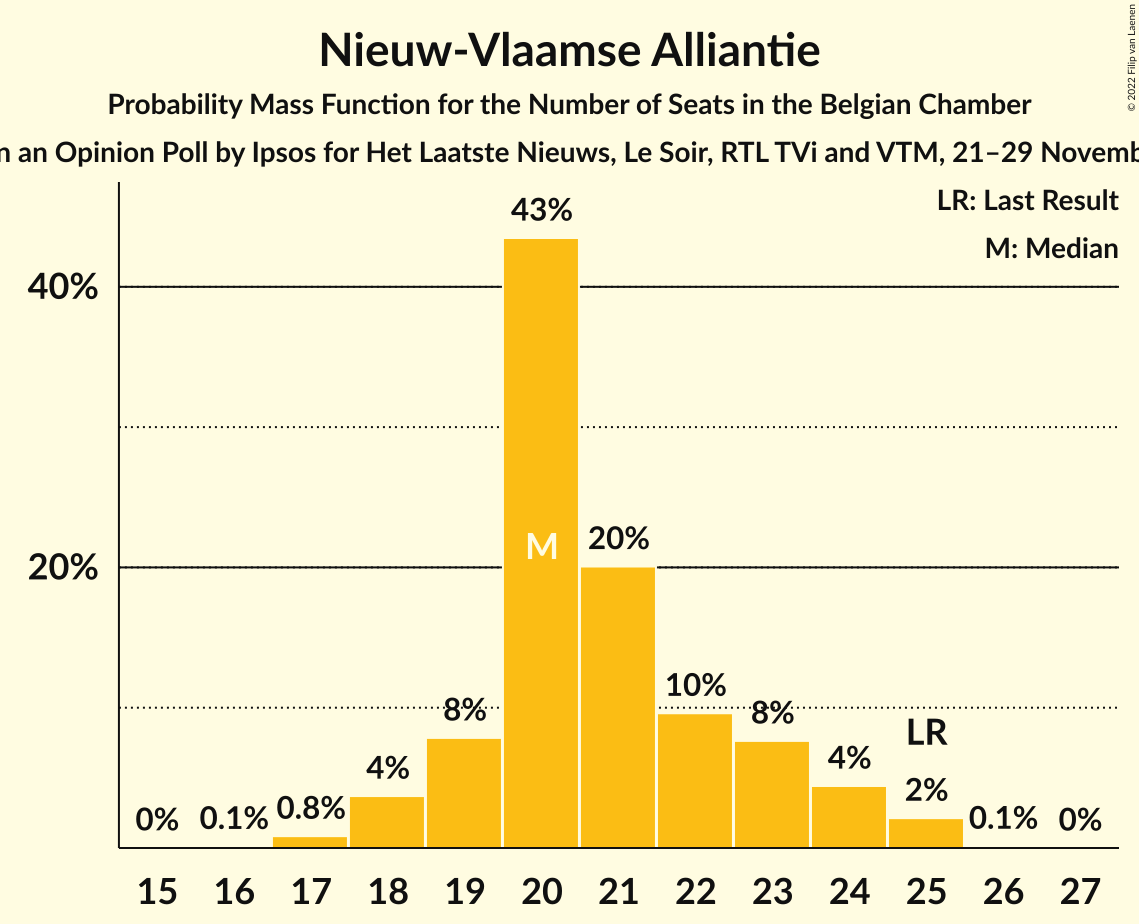 Nieuw-Vlaamse Alliantie
Probability Mass Function for the Number of Seats in the Belgian Chamber
an Opinion Poll by Ipsos for Het Laatste Nieuws, Le Soir, RTL TVi and VTM, 21–29
LR: Last Result
M: Median
© 2022 Filip van Laenen
40%
20%
0%
0.1%
0.8%
4%
8%
43%
M
20%
10%
8%
4%
LR
2%
0.1%
0%
15 16 17 18 19 20 21 22 23 24 25 26 27